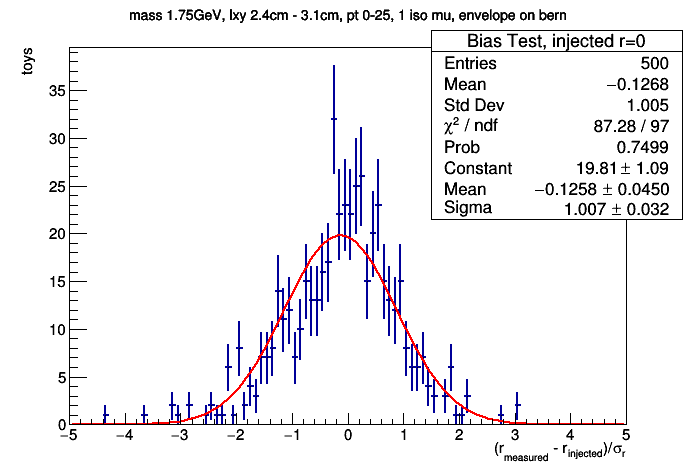 mass 1.75GeV, lxy 2.4cm - 3.1cm, pt 0-25, 1 iso mu, envelope on bern
Bias Test, injected r=0
Entries 500
Mean −0.1268
Std Dev 1.005
χ² / ndf 87.28 / 97
Prob 0.7499
Constant 19.81 ± 1.09
Mean −0.1258 ± 0.0450
Sigma 1.007 ± 0.032
toys
35
30
25
20
15
10
5
0
−5 −4 −3 −2 −1 0 1 2 3 4 5
(r_measured - r_injected)/σ_r